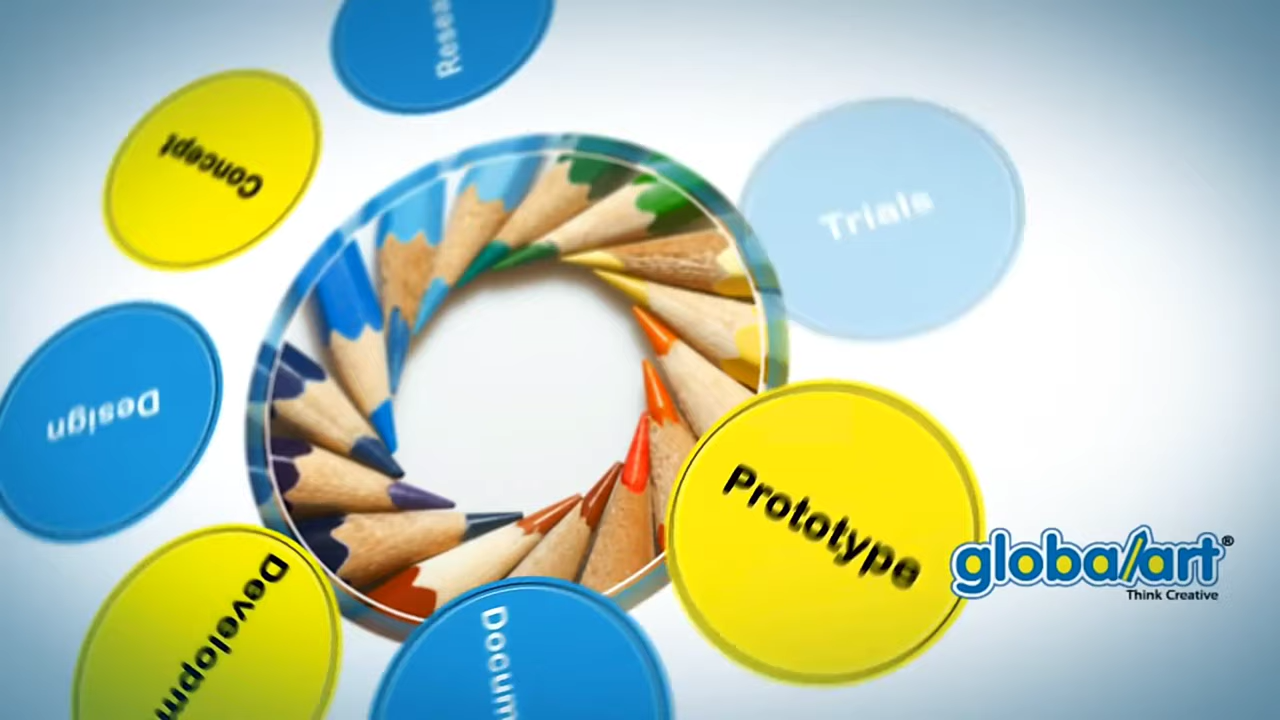 Resea
Concept
Trials
Design
Prototype
globalart®
Think Creative
Developm
Docum